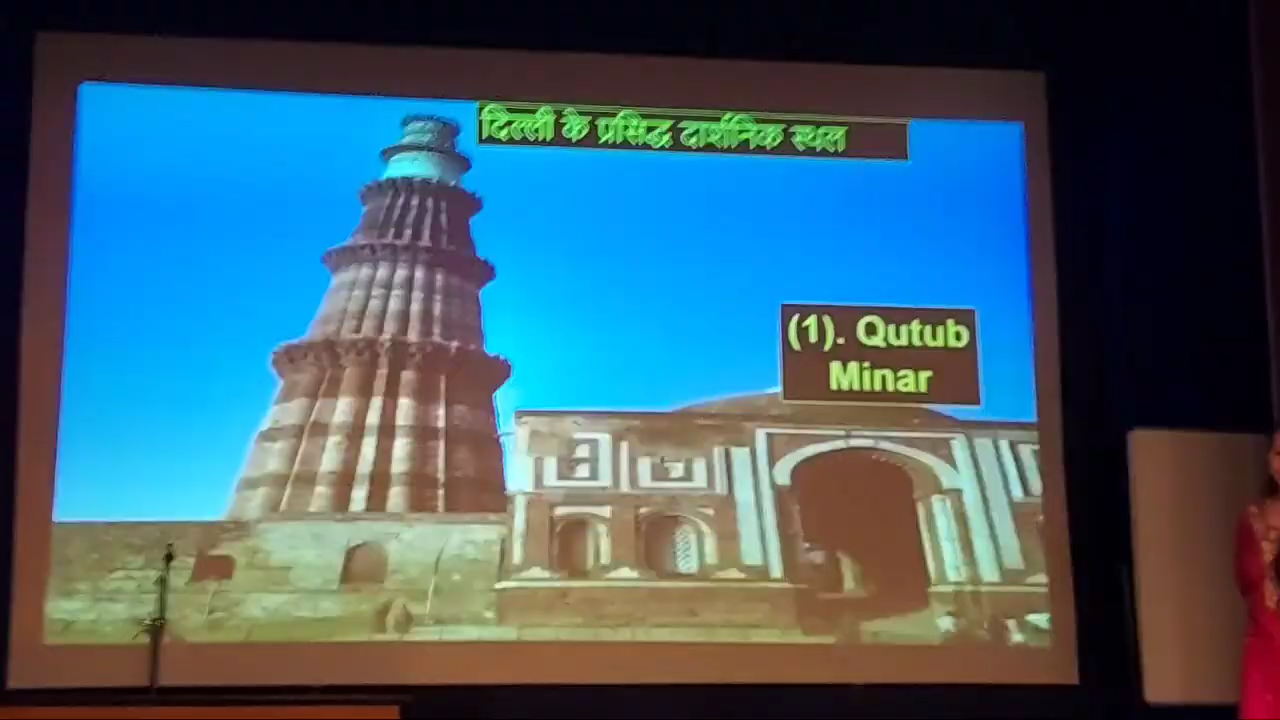 दिल्ली के प्रसिद्ध दार्शनिक स्थल
(1). Qutub
Minar